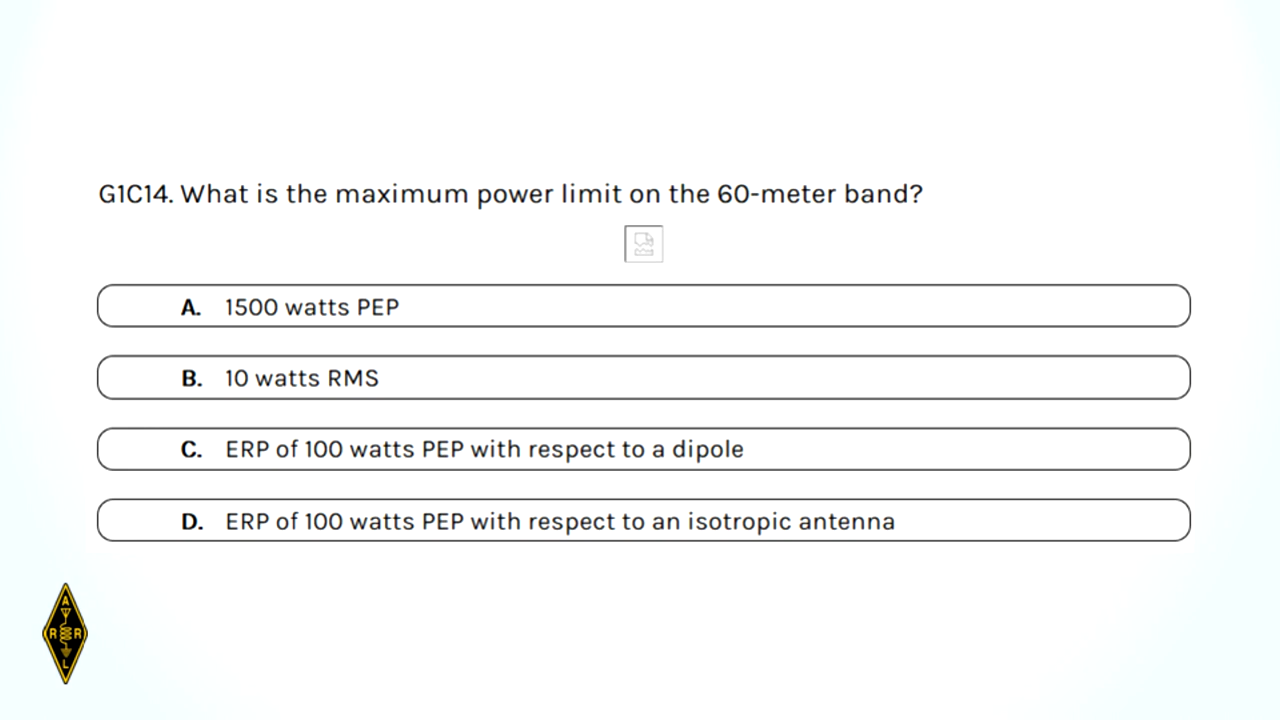 G1C14. What is the maximum power limit on the 60-meter band?
A. 1500 watts PEP
B. 10 watts RMS
C. ERP of 100 watts PEP with respect to a dipole
D. ERP of 100 watts PEP with respect to an isotropic antenna
A
R R
L